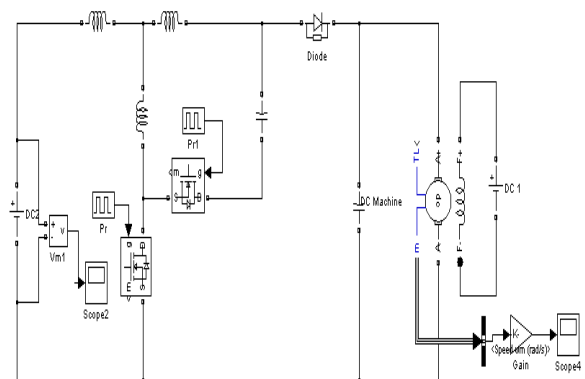 Diode
Pr1
g
m
S
D
TL
A+
F+
DC2
+
-
v
Vm1
Pr
DC Machine
DC 1
g
D
m
S
A-
F-
Scope2
<Speed wm (rad/s)>
K-
Gain
Scope4